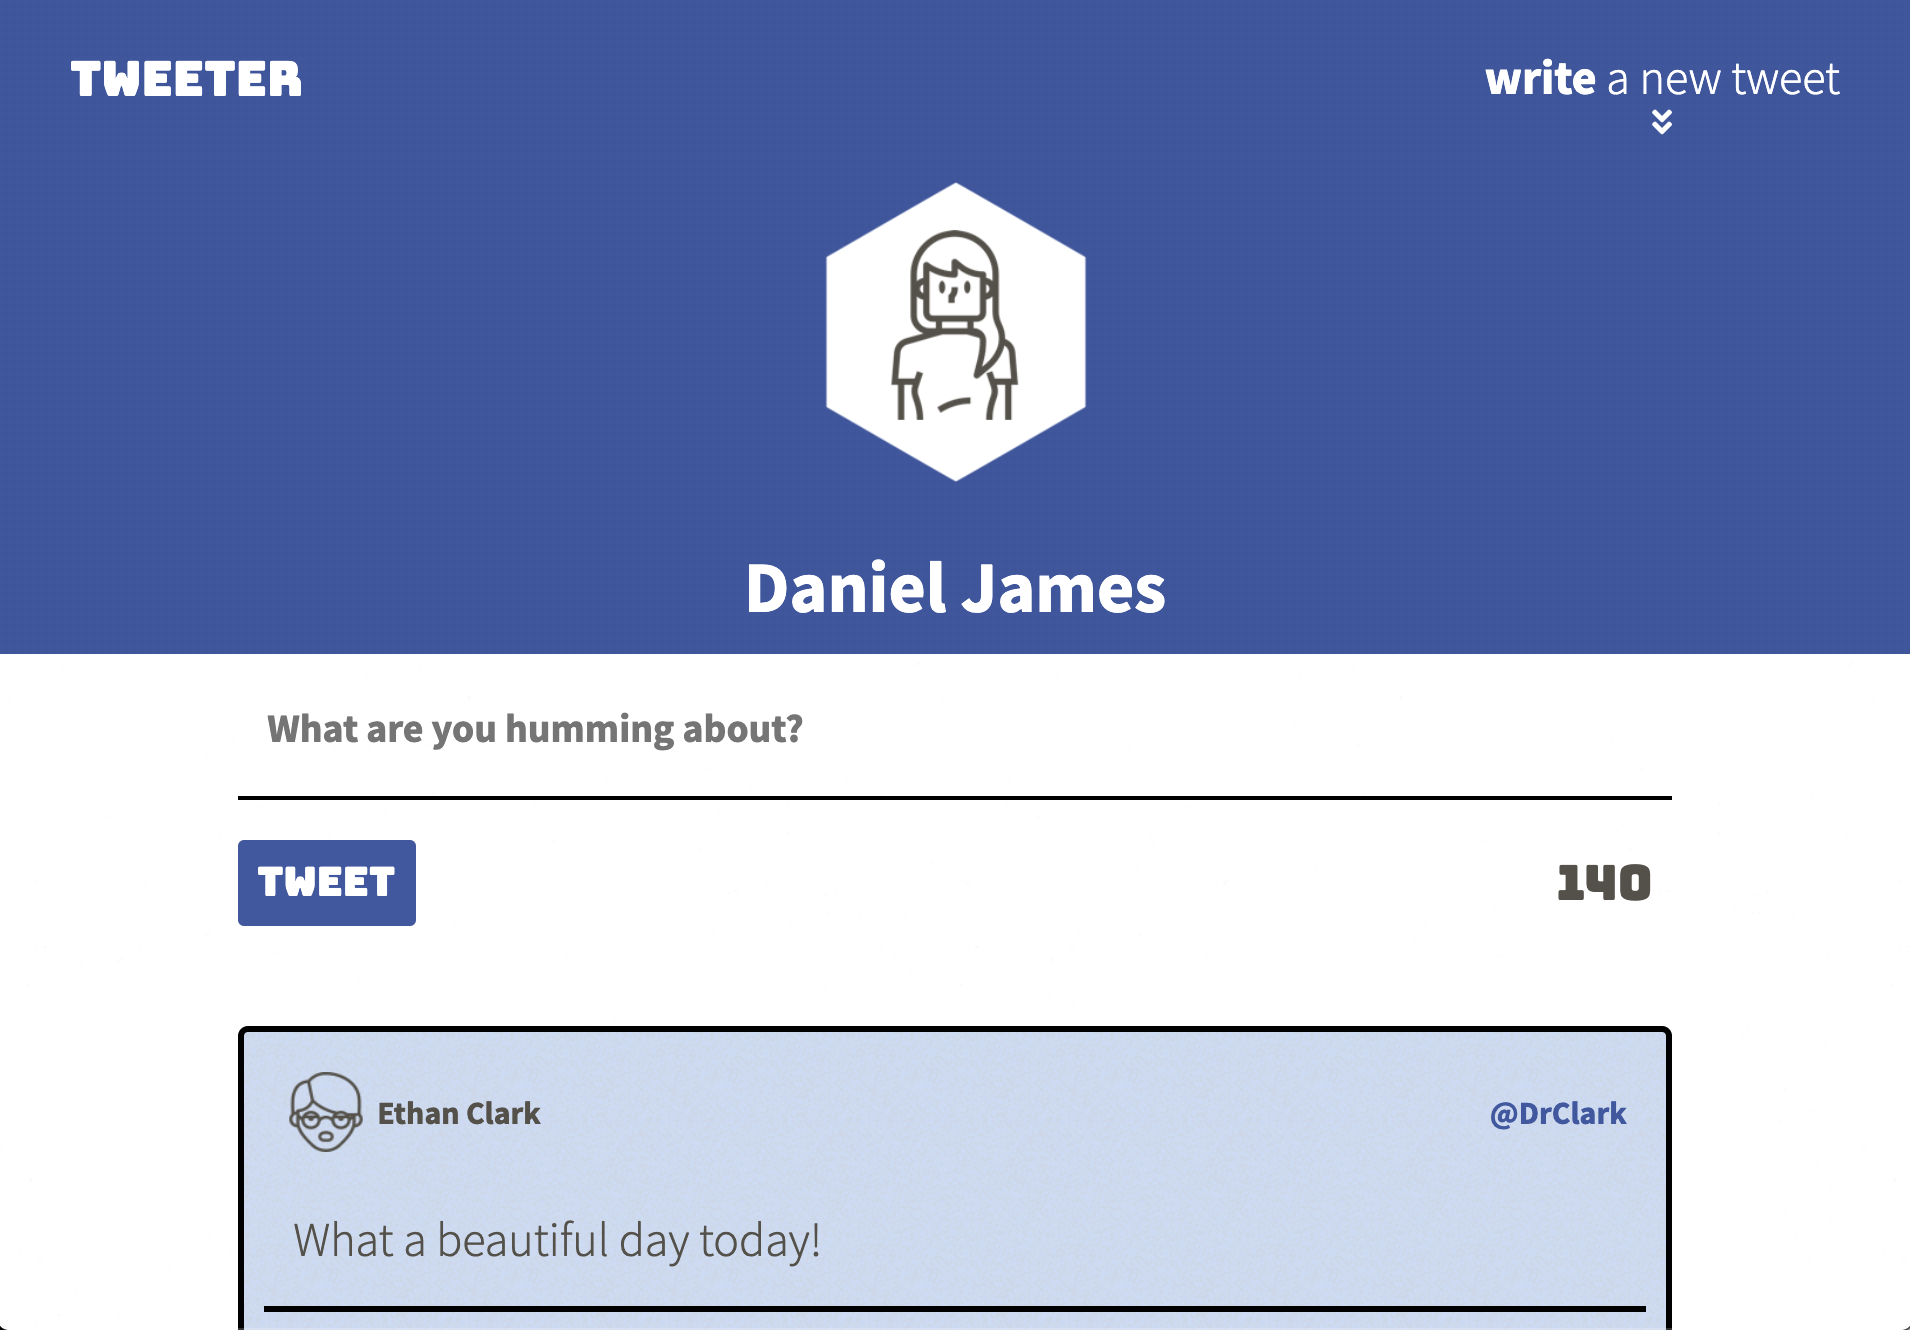 TWEETER
write a new tweet
Daniel James
What are you humming about?
TWEET
140
Ethan Clark
@DrClark
What a beautiful day today!